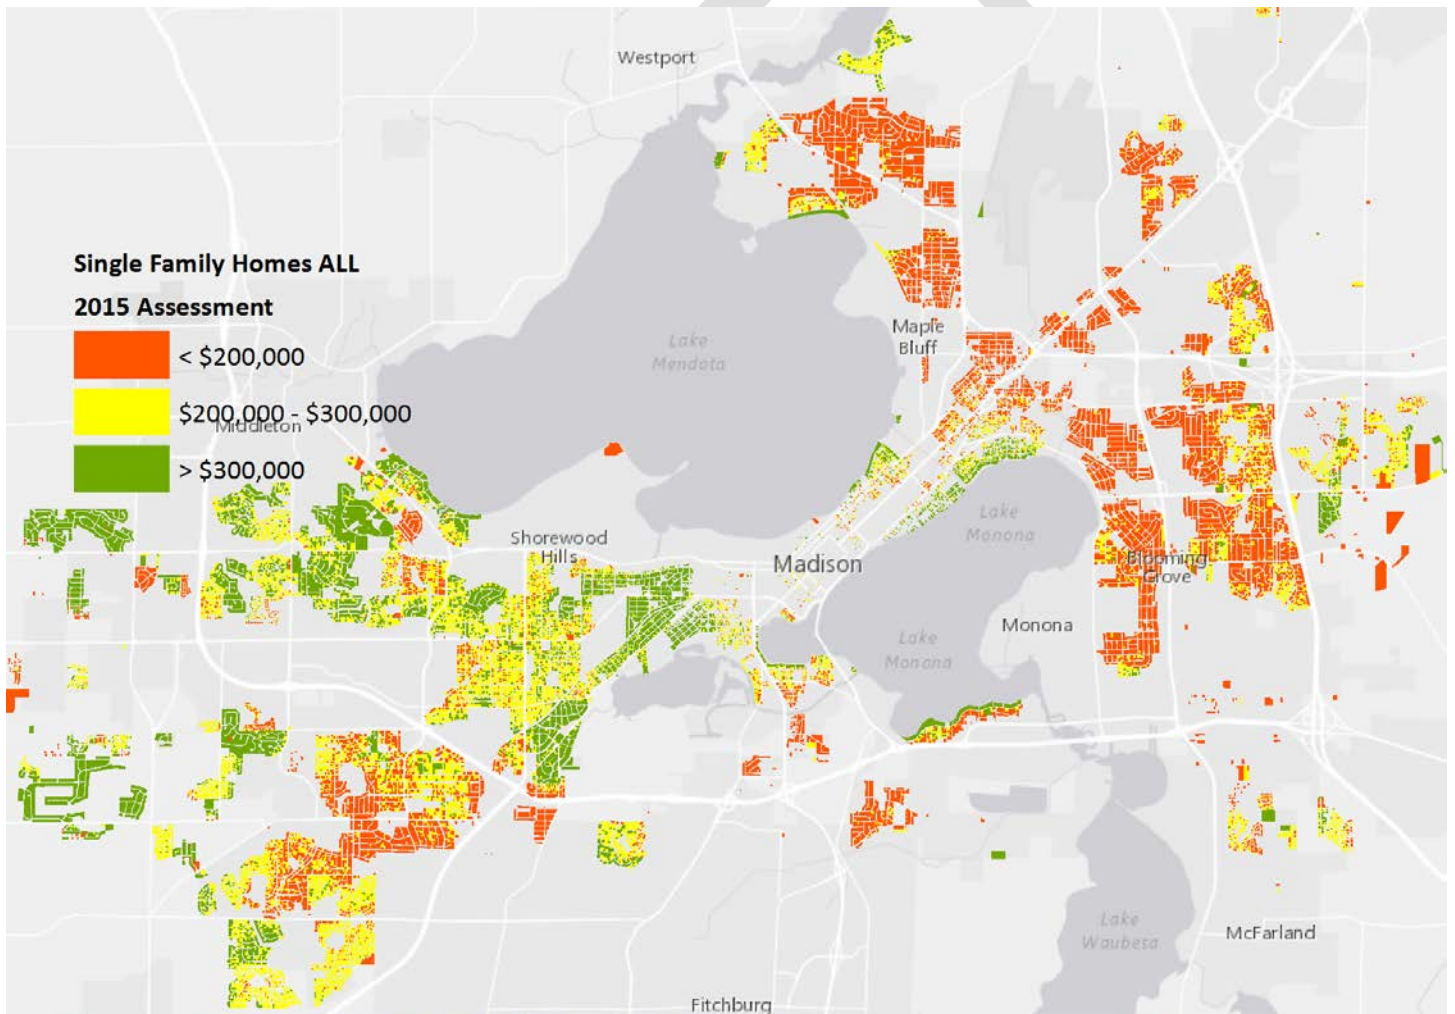 Westport
Single Family Homes ALL
2015 Assessment
< $200,000
$200,000 - $300,000
Middleton
> $300,000
Lake
Mendota
Maple
Bluff
Shorewood
Hills
Madison
Lake
Monona
Blooming
Grove
Lake
Monona
Monona
Lake
Waubesa
McFarland
Fitchburg